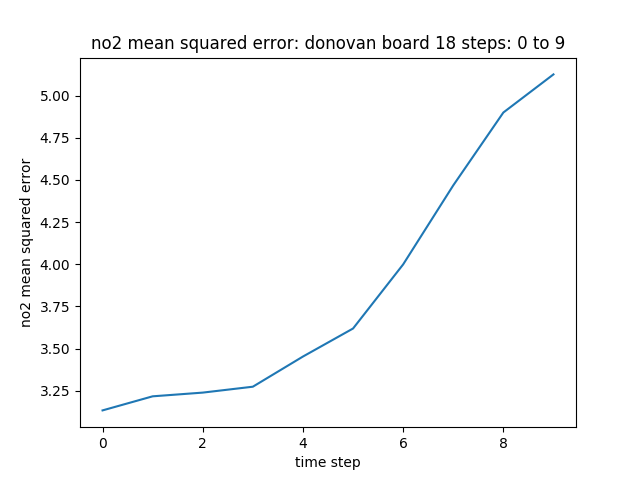 no2 mean squared error: donovan board 18 steps: 0 to 9
no2 mean squared error
5.00
4.75
4.50
4.25
4.00
3.75
3.50
3.25
0 2 4 6 8
time step